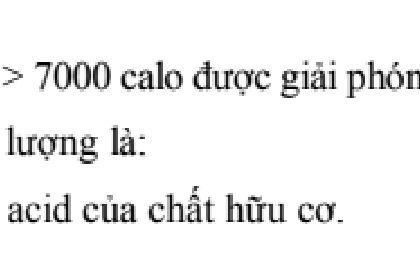 > 7000 calo được giải phón
lượng là:
acid của chất hữu cơ.